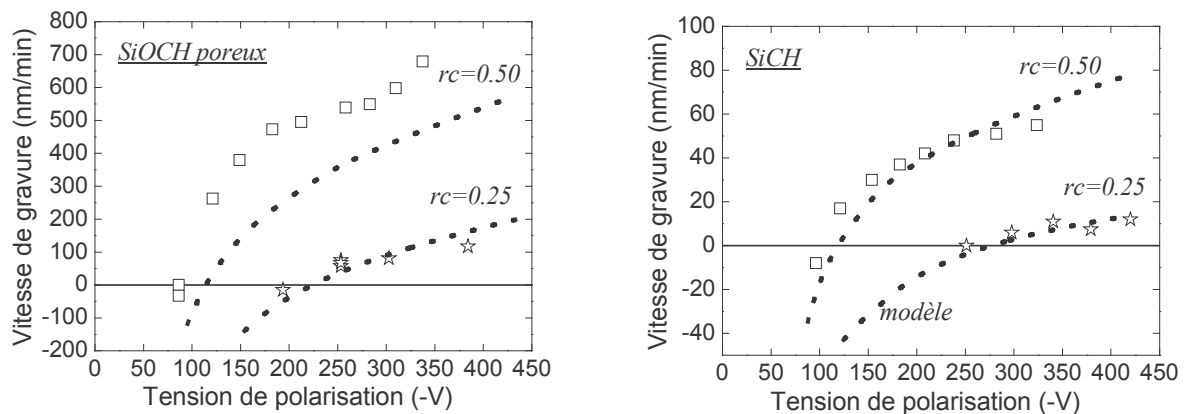 SiOCH poreux
rc=0.50
rc=0.25
Vitesse de gravure (nm/min)
800
700
600
500
400
300
200
100
0
-100
-200
0 50 100 150 200 250 300 350 400 450
Tension de polarisation (-V)
SiCH
rc=0.50
rc=0.25
modèle
Vitesse de gravure (nm/min)
100
80
60
40
20
0
-20
-40
0 50 100 150 200 250 300 350 400 450
Tension de polarisation (-V)